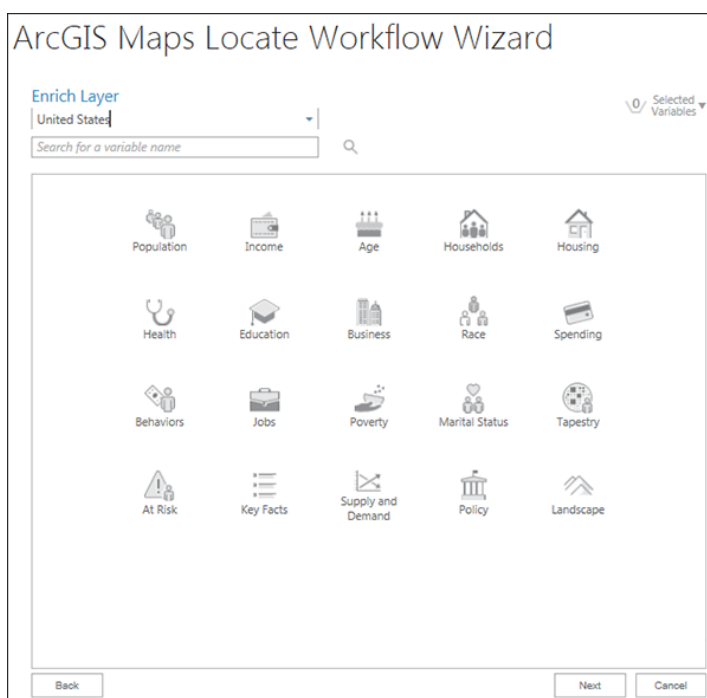 ArcGIS Maps Locate Workflow Wizard
Enrich Layer
United States
0 Selected
Variables
Search for a variable name
Population Income Age Households Housing
Health Education Business Race Spending
Behaviors Jobs Poverty Marital Status Tapestry
At Risk Key Facts Supply and Demand Policy Landscape
Back Next Cancel